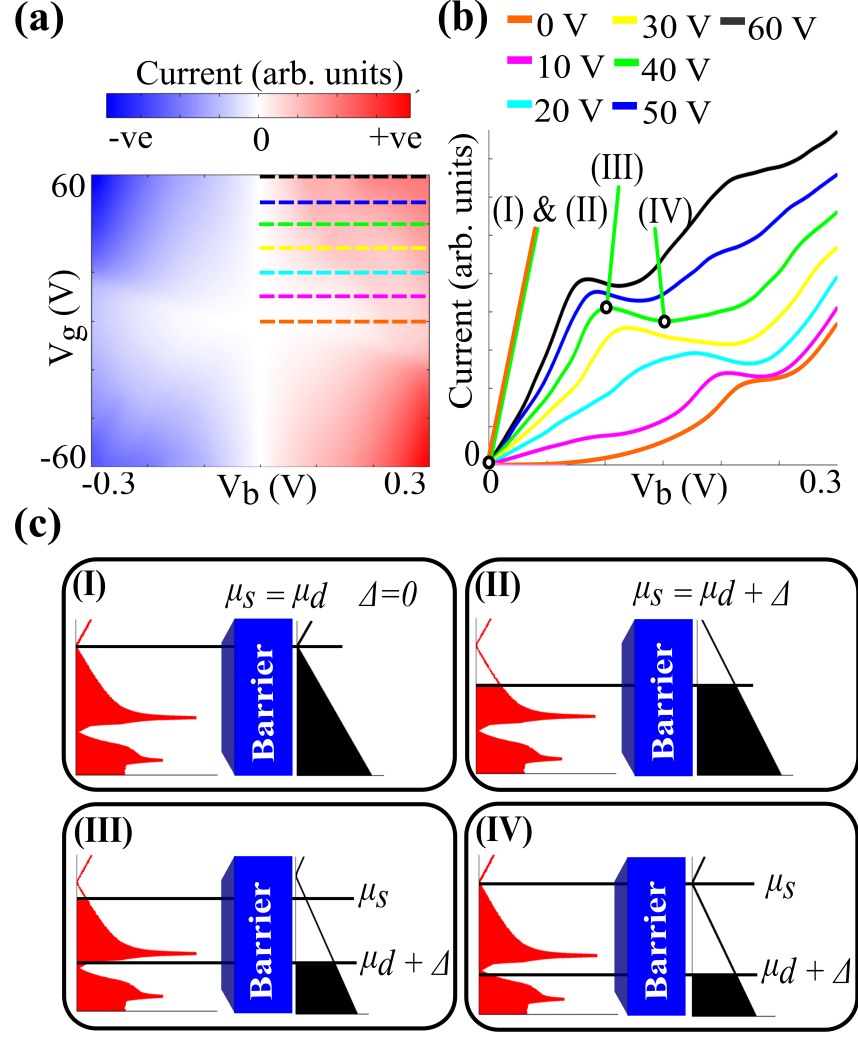 (a)
Current (arb. units)
-ve 0 +ve
60
Vg (V)
-60
-0.3 Vb (V) 0.3
(b)
0 V 30 V 60 V
10 V 40 V
20 V 50 V
Current (arb. units)
(III)
(I) & (II) (IV)
0
0 Vb (V) 0.3
(c)
(I)
μs = μd Δ=0
Barrier
(II)
μs = μd + Δ
Barrier
(III)
μs
μd + Δ
Barrier
(IV)
μs
μd + Δ
Barrier